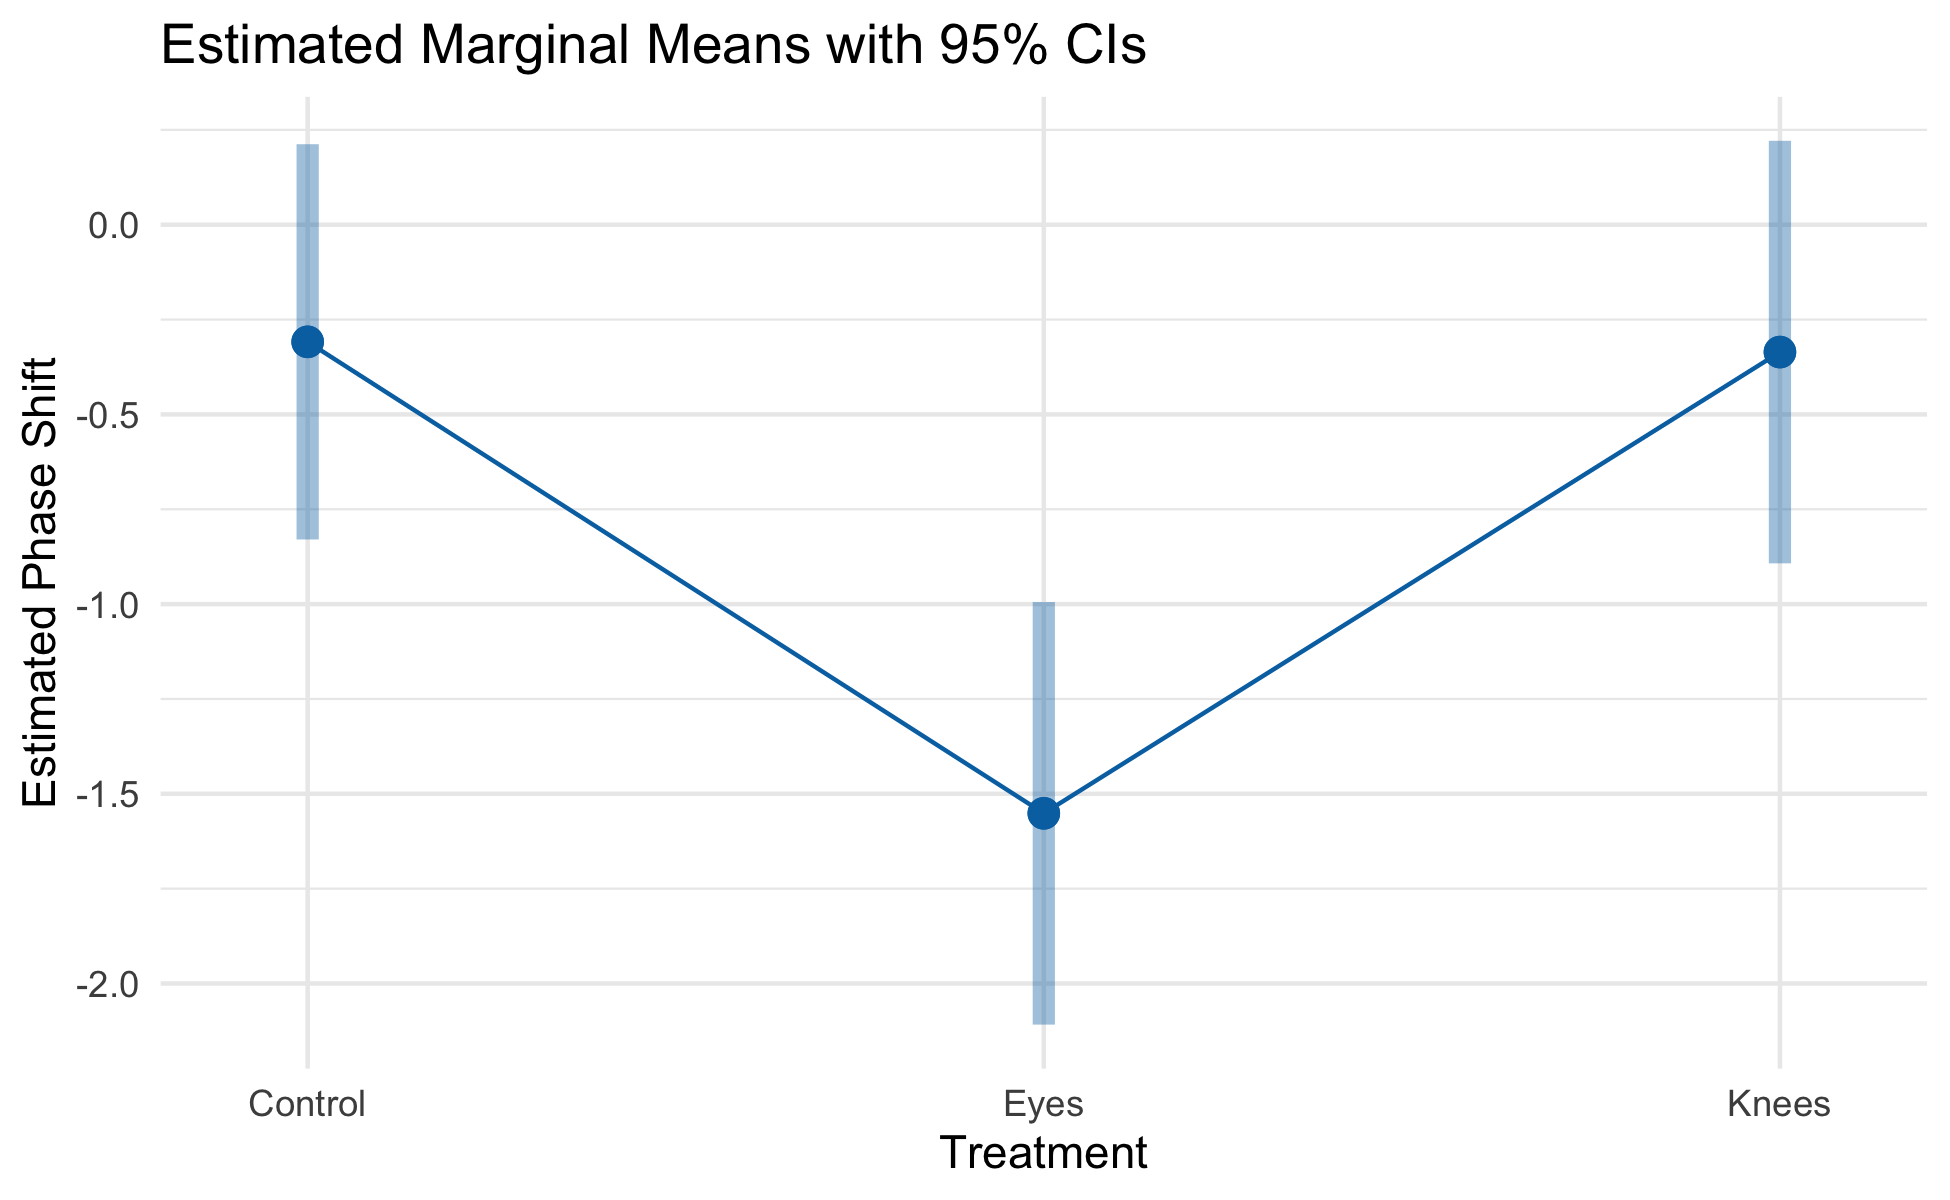 Estimated Marginal Means with 95% CIs
Estimated Phase Shift
0.0
-0.5
-1.0
-1.5
-2.0
Control
Eyes
Knees
Treatment